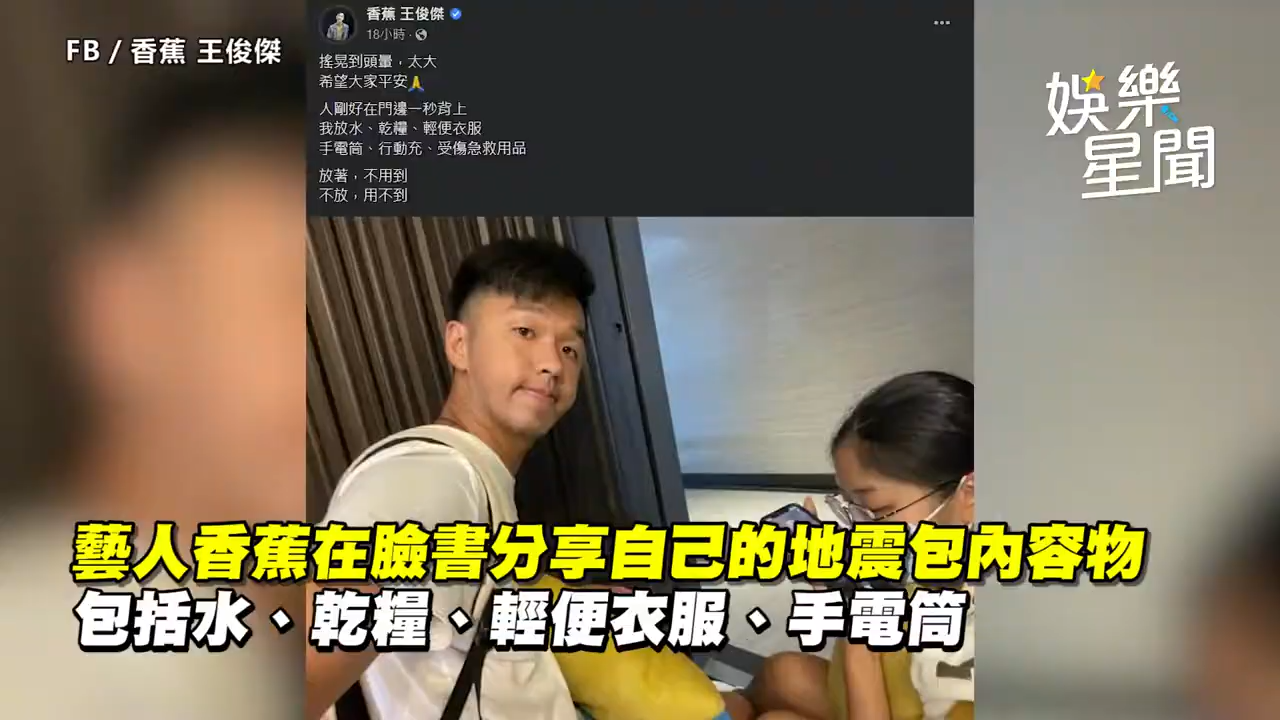 FB / 香蕉 王俊傑
香蕉 王俊傑
18小時
搖晃到頭暈，太大
希望大家平安🙏
人剛好在門邊一秒背上
我放水、乾糧、輕便衣服
手電筒、行動充、受傷急救用品
放著，不用到
不放，用不到
娛樂
星聞
藝人香蕉在臉書分享自己的地震包內容物
包括水、乾糧、輕便衣服、手電筒